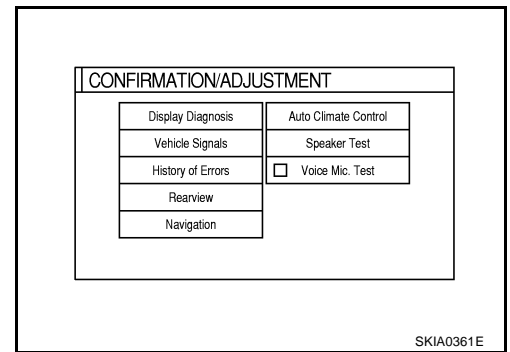 CONFIRMATION/ADJUSTMENT
Display Diagnosis
Auto Climate Control
Vehicle Signals
Speaker Test
History of Errors
Voice Mic. Test
Rearview
Navigation
SKIA0361E